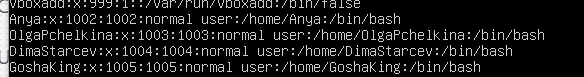 vboxadd:x:999:1::/var/run/vboxadd:/bin/false
Anya:x:1002:1002:normal user:/home/Anya:/bin/bash
OlgaPchelkina:x:1003:1003:normal user:/home/OlgaPchelkina:/bin/bash
DimaStarcev:x:1004:1004:normal user:/home/DimaStarcev:/bin/bash
GoshaKing:x:1005:1005:normal user:/home/GoshaKing:/bin/bash